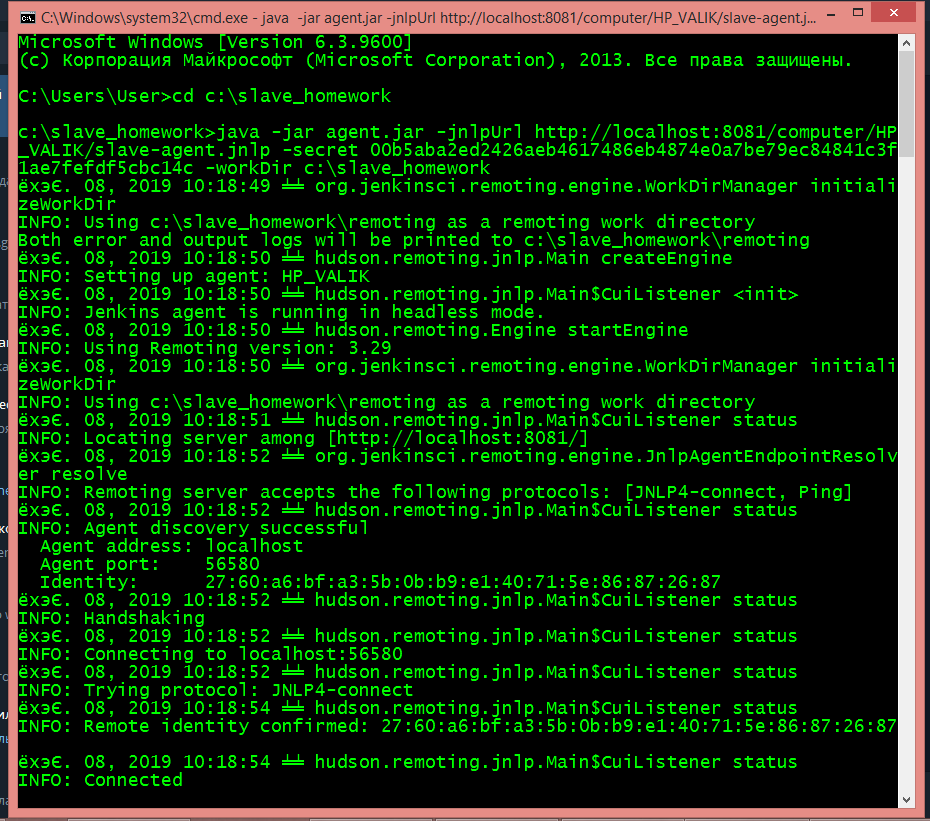 C:\Windows\system32\cmd.exe - java -jar agent.jar -jnlpUrl http://localhost:8081/computer/HP_VALIK/slave-agent.j...
Microsoft Windows [Version 6.3.9600]
(c) Корпорация Майкрософт (Microsoft Corporation), 2013. Все права защищены.
C:\Users\User>cd c:\slave_homework
c:\slave_homework>java -jar agent.jar -jnlpUrl http://localhost:8081/computer/HP
_VALIK/slave-agent.jnlp -secret 00b5aba2ed2426aeb4617486eb4874e0a7be79ec84841c3f
1ae7fefdf5cbc14c -workDir c:\slave_homework
ёхэЄ. 08, 2019 10:18:49 ╧╧ org.jenkinsci.remoting.engine.WorkDirManager initiali
zeWorkDir
INFO: Using c:\slave_homework\remoting as a remoting work directory
Both error and output logs will be printed to c:\slave_homework\remoting
ёхэЄ. 08, 2019 10:18:50 ╧╧ hudson.remoting.jnlp.Main createEngine
INFO: Setting up agent: HP_VALIK
ёхэЄ. 08, 2019 10:18:50 ╧╧ hudson.remoting.jnlp.Main$CuiListener <init>
INFO: Jenkins agent is running in headless mode.
ёхэЄ. 08, 2019 10:18:50 ╧╧ hudson.remoting.Engine startEngine
INFO: Using Remoting version: 3.29
ёхэЄ. 08, 2019 10:18:50 ╧╧ org.jenkinsci.remoting.engine.WorkDirManager initiali
zeWorkDir
INFO: Using c:\slave_homework\remoting as a remoting work directory
ёхэЄ. 08, 2019 10:18:51 ╧╧ hudson.remoting.jnlp.Main$CuiListener status
INFO: Locating server among [http://localhost:8081/]
ёхэЄ. 08, 2019 10:18:52 ╧╧ org.jenkinsci.remoting.engine.JnlpAgentEndpointResolv
er resolve
INFO: Remoting server accepts the following protocols: [JNLP4-connect, Ping]
ёхэЄ. 08, 2019 10:18:52 ╧╧ hudson.remoting.jnlp.Main$CuiListener status
INFO: Agent discovery successful
Agent address: localhost
Agent port: 56580
Identity: 27:60:a6:bf:a3:5b:0b:b9:e1:40:71:5e:86:87:26:87
ёхэЄ. 08, 2019 10:18:52 ╧╧ hudson.remoting.jnlp.Main$CuiListener status
INFO: Handshaking
ёхэЄ. 08, 2019 10:18:52 ╧╧ hudson.remoting.jnlp.Main$CuiListener status
INFO: Connecting to localhost:56580
ёхэЄ. 08, 2019 10:18:52 ╧╧ hudson.remoting.jnlp.Main$CuiListener status
INFO: Trying protocol: JNLP4-connect
ёхэЄ. 08, 2019 10:18:54 ╧╧ hudson.remoting.jnlp.Main$CuiListener status
INFO: Remote identity confirmed: 27:60:a6:bf:a3:5b:0b:b9:e1:40:71:5e:86:87:26:87
ёхэЄ. 08, 2019 10:18:54 ╧╧ hudson.remoting.jnlp.Main$CuiListener status
INFO: Connected